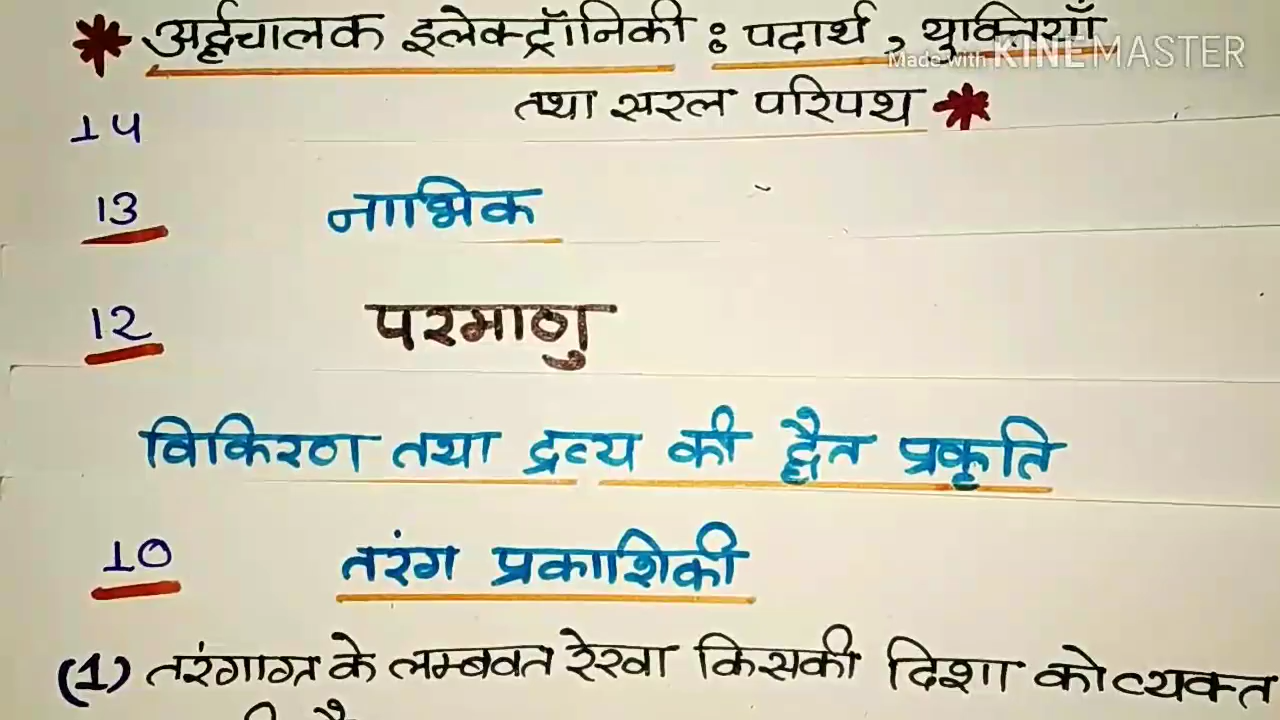 * अर्द्धचालक इलेक्ट्रॉनिकी : पदार्थ, युक्तियाँ
Made with KINEMASTER
तथा सरल परिपथ *
14
13 नाभिक
12 परमाणु
विकिरण तथा द्रव्य की द्वैत प्रकृति
10 तरंग प्रकाशिकी
(1) तरंगाग्र के लम्बवत रेखा किसकी दिशा को व्यक्त